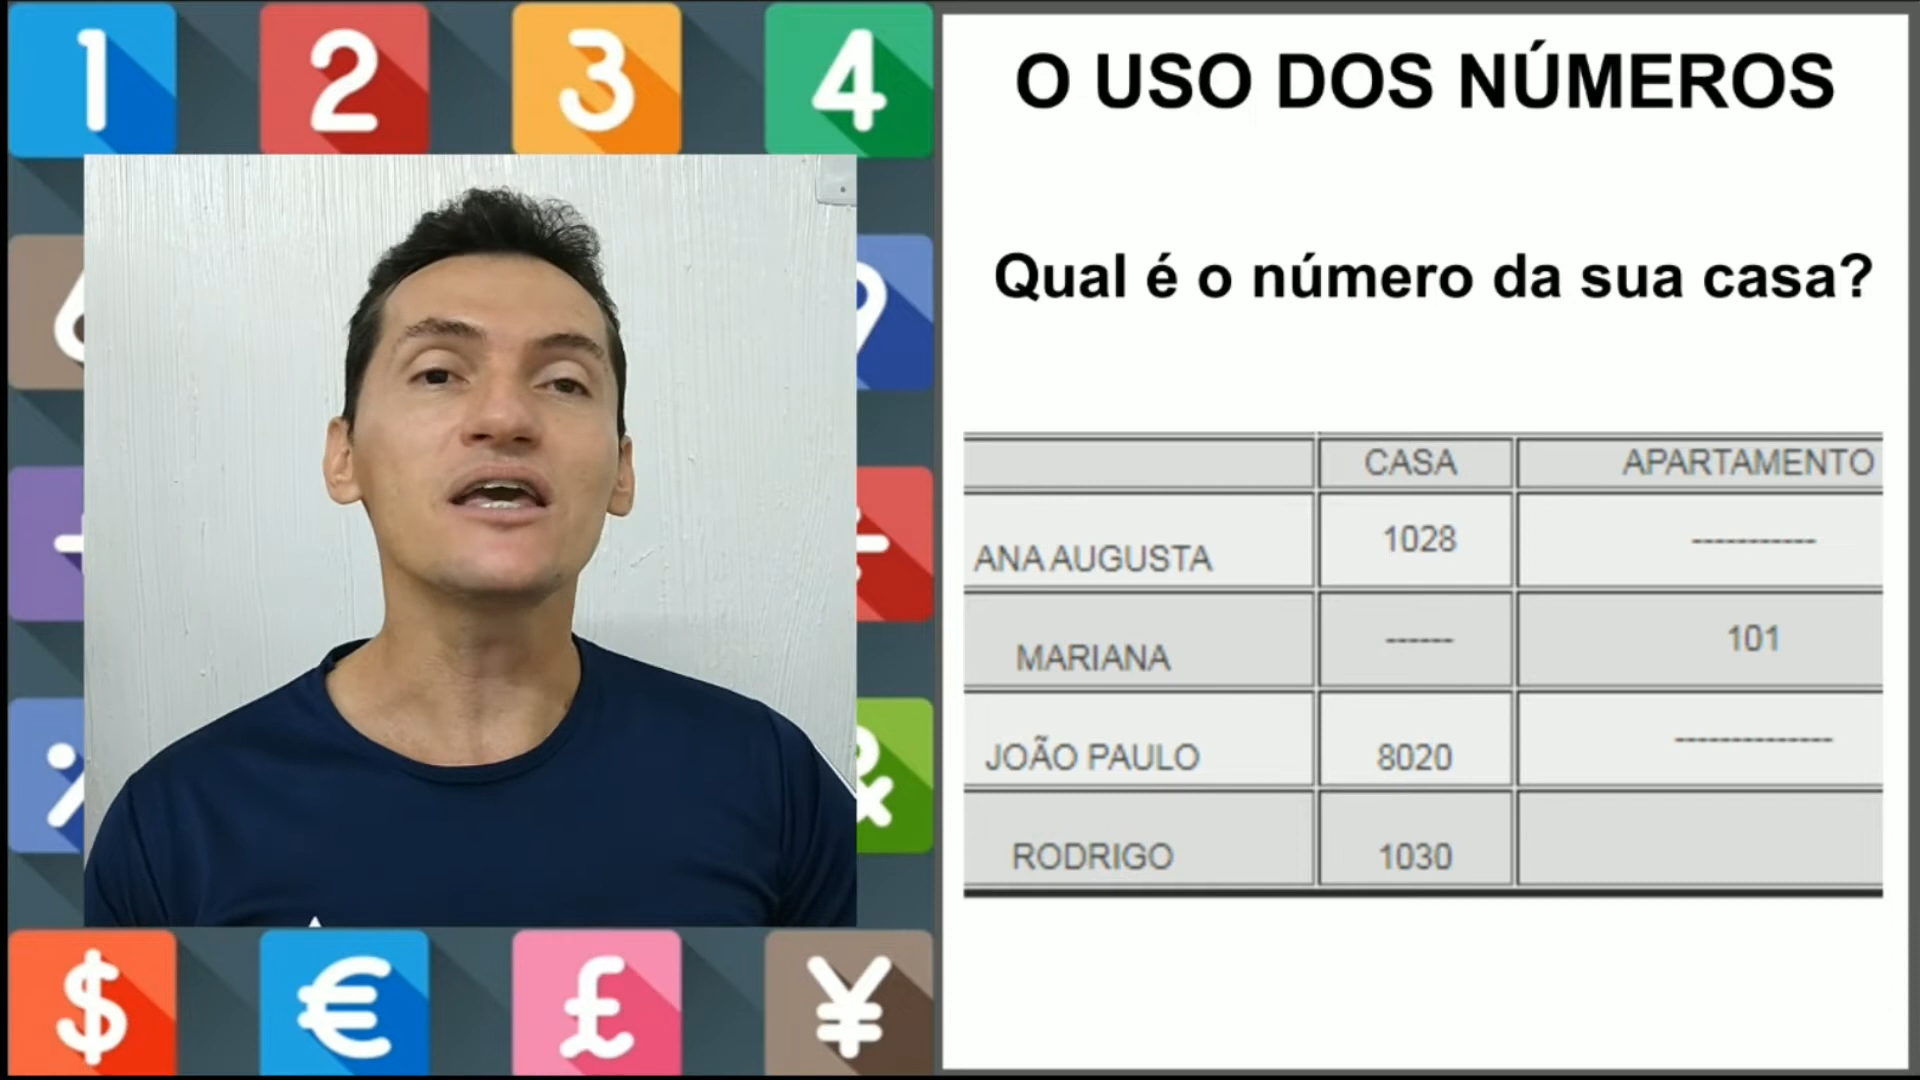 1 2 3 4
O USO DOS NÚMEROS
Qual é o número da sua casa?
CASA APARTAMENTO
ANA AUGUSTA 1028 -----------
MARIANA ------ 101
JOÃO PAULO 8020 --------------
RODRIGO 1030
$ € £ ¥